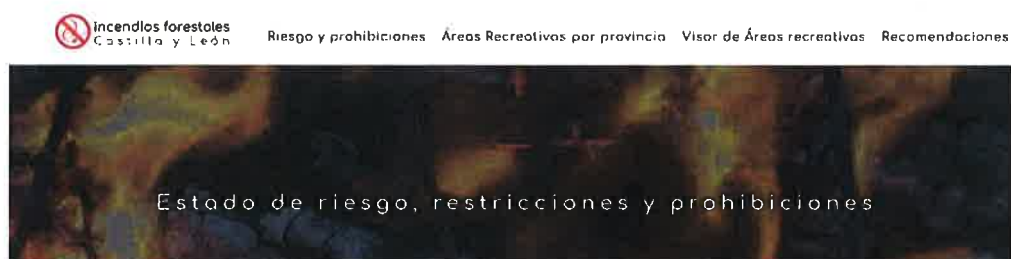 incendios forestales
Castilla y León
Riesgo y prohibiciones Áreas Recreativas por provincia Visor de Áreas recreativas Recomendaciones
Estado de riesgo, restricciones y prohibiciones